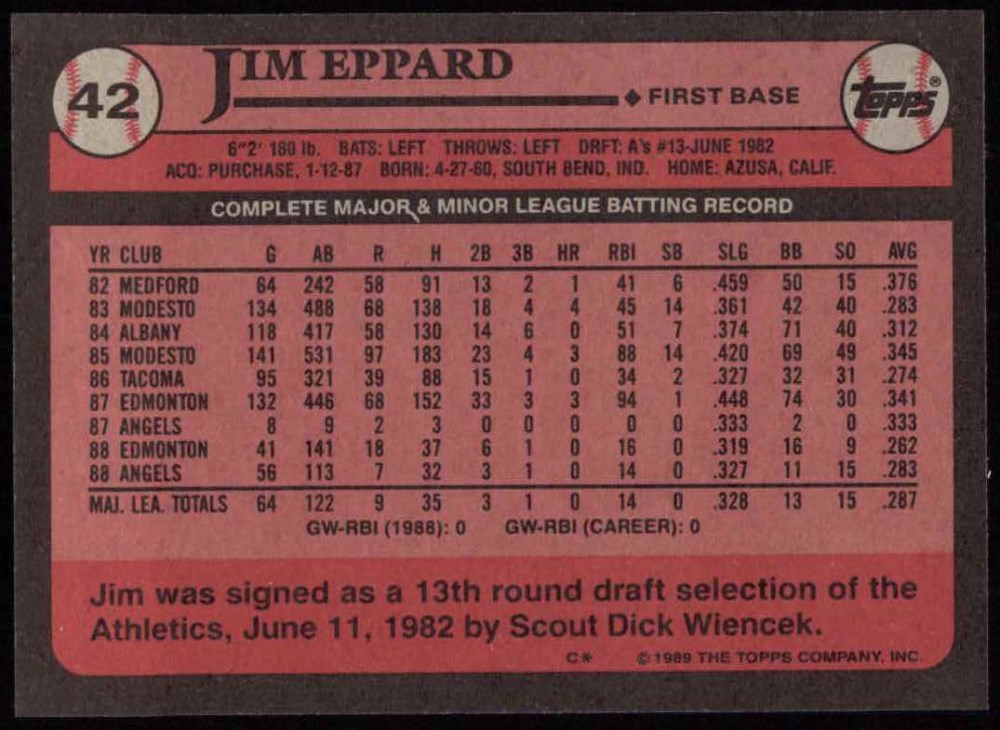 42
JIM EPPARD
◆ FIRST BASE
topps®
6"2' 180 lb. BATS: LEFT THROWS: LEFT DRFT: A's #13-JUNE 1982
ACQ: PURCHASE, 1-12-87 BORN: 4-27-60, SOUTH BEND, IND. HOME: AZUSA, CALIF.
COMPLETE MAJOR & MINOR LEAGUE BATTING RECORD
YR CLUB G AB R H 2B 3B HR RBI SB SLG BB SO AVG
82 MEDFORD 64 242 58 91 13 2 1 41 6 .459 50 15 .376
83 MODESTO 134 488 68 138 18 4 4 45 14 .361 42 40 .283
84 ALBANY 118 417 58 130 14 6 0 51 7 .374 71 40 .312
85 MODESTO 141 531 97 183 23 4 3 88 14 .420 69 49 .345
86 TACOMA 95 321 39 88 15 1 0 34 2 .327 32 31 .274
87 EDMONTON 132 446 68 152 33 3 3 94 1 .448 74 30 .341
87 ANGELS 8 9 2 3 0 0 0 0 0 .333 2 0 .333
88 EDMONTON 41 141 18 37 6 1 0 16 0 .319 16 9 .262
88 ANGELS 56 113 7 32 3 1 0 14 0 .327 11 15 .283
MAJ. LEA. TOTALS 64 122 9 35 3 1 0 14 0 .328 13 15 .287
GW-RBI (1988): 0 GW-RBI (CAREER): 0
Jim was signed as a 13th round draft selection of the
Athletics, June 11, 1982 by Scout Dick Wiencek.
C* © 1989 THE TOPPS COMPANY, INC.